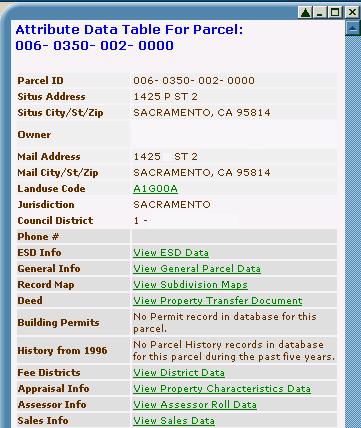 Attribute Data Table For Parcel:
006- 0350- 002- 0000
Parcel ID 006- 0350- 002- 0000
Situs Address 1425 P ST 2
Situs City/St/Zip SACRAMENTO, CA 95814
Owner
Mail Address 1425 ST 2
Mail City/St/Zip SACRAMENTO, CA 95814
Landuse Code A1G00A
Jurisdiction SACRAMENTO
Council District 1 -
Phone #
ESD Info View ESD Data
General Info View General Parcel Data
Record Map View Subdivision Maps
Deed View Property Transfer Document
Building Permits No Permit record in database for this
parcel.
History from 1996 No Parcel History records in database
for this parcel during the past five years.
Fee Districts View District Data
Appraisal Info View Property Characteristics Data
Assessor Info View Assessor Roll Data
Sales Info View Sales Data